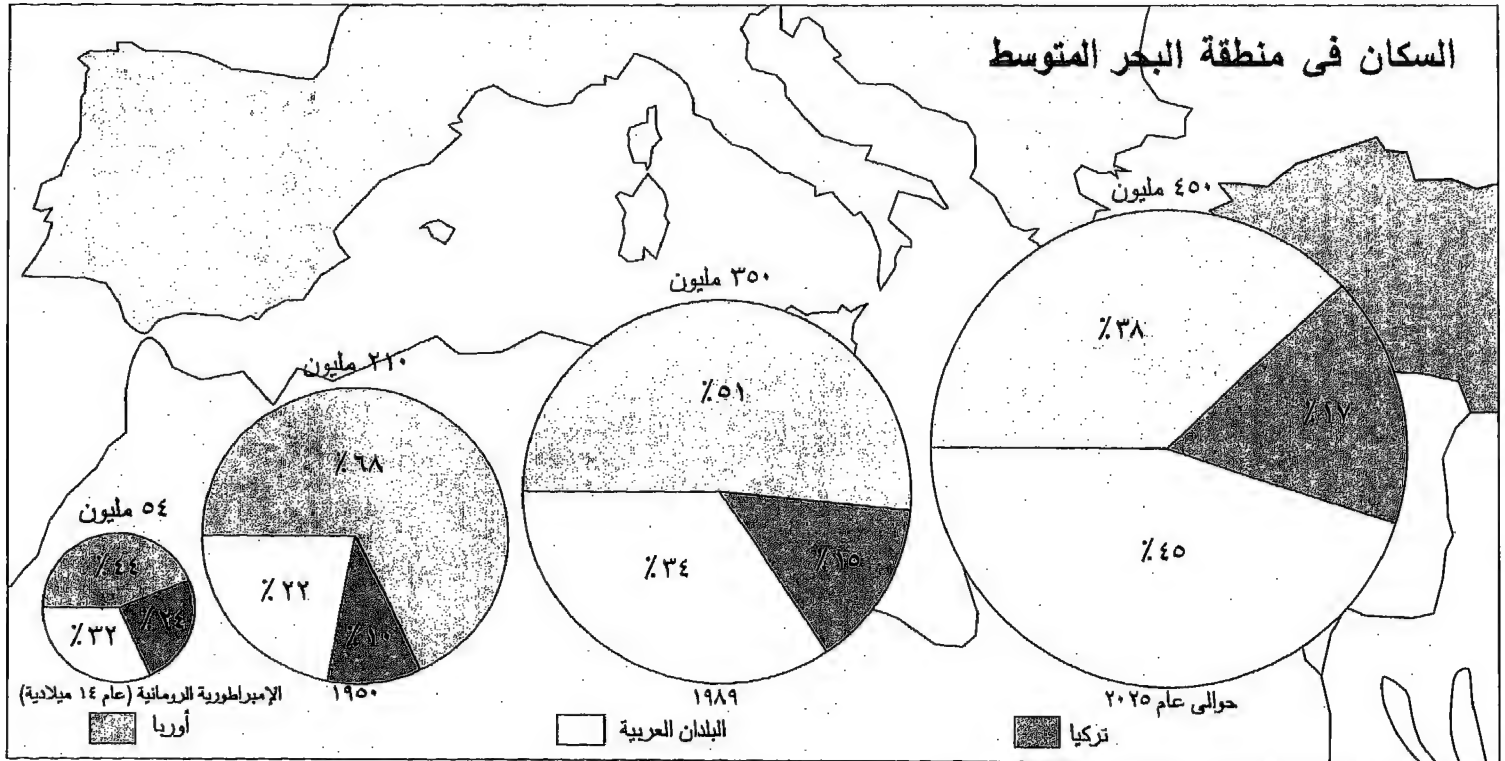 السكان فى منطقة البحر المتوسط
٤٥٠ مليون
٪٣٨
٪١٧
٪٤٥
حوالى عام ٢٠٢٥
٣٥٠ مليون
٪٥١
٪١٥
٪٣٤
١٩٨٩
٢١٠ مليون
٪٦٨
٪٢٢
٪١٠
١٩٥٠
٥٤ مليون
٪٤٤
٪٣٢
٪٢٤
الإمبراطورية الرومانية (عام ١٤ ميلادية)
تركيا
البلدان العربية
أوربا